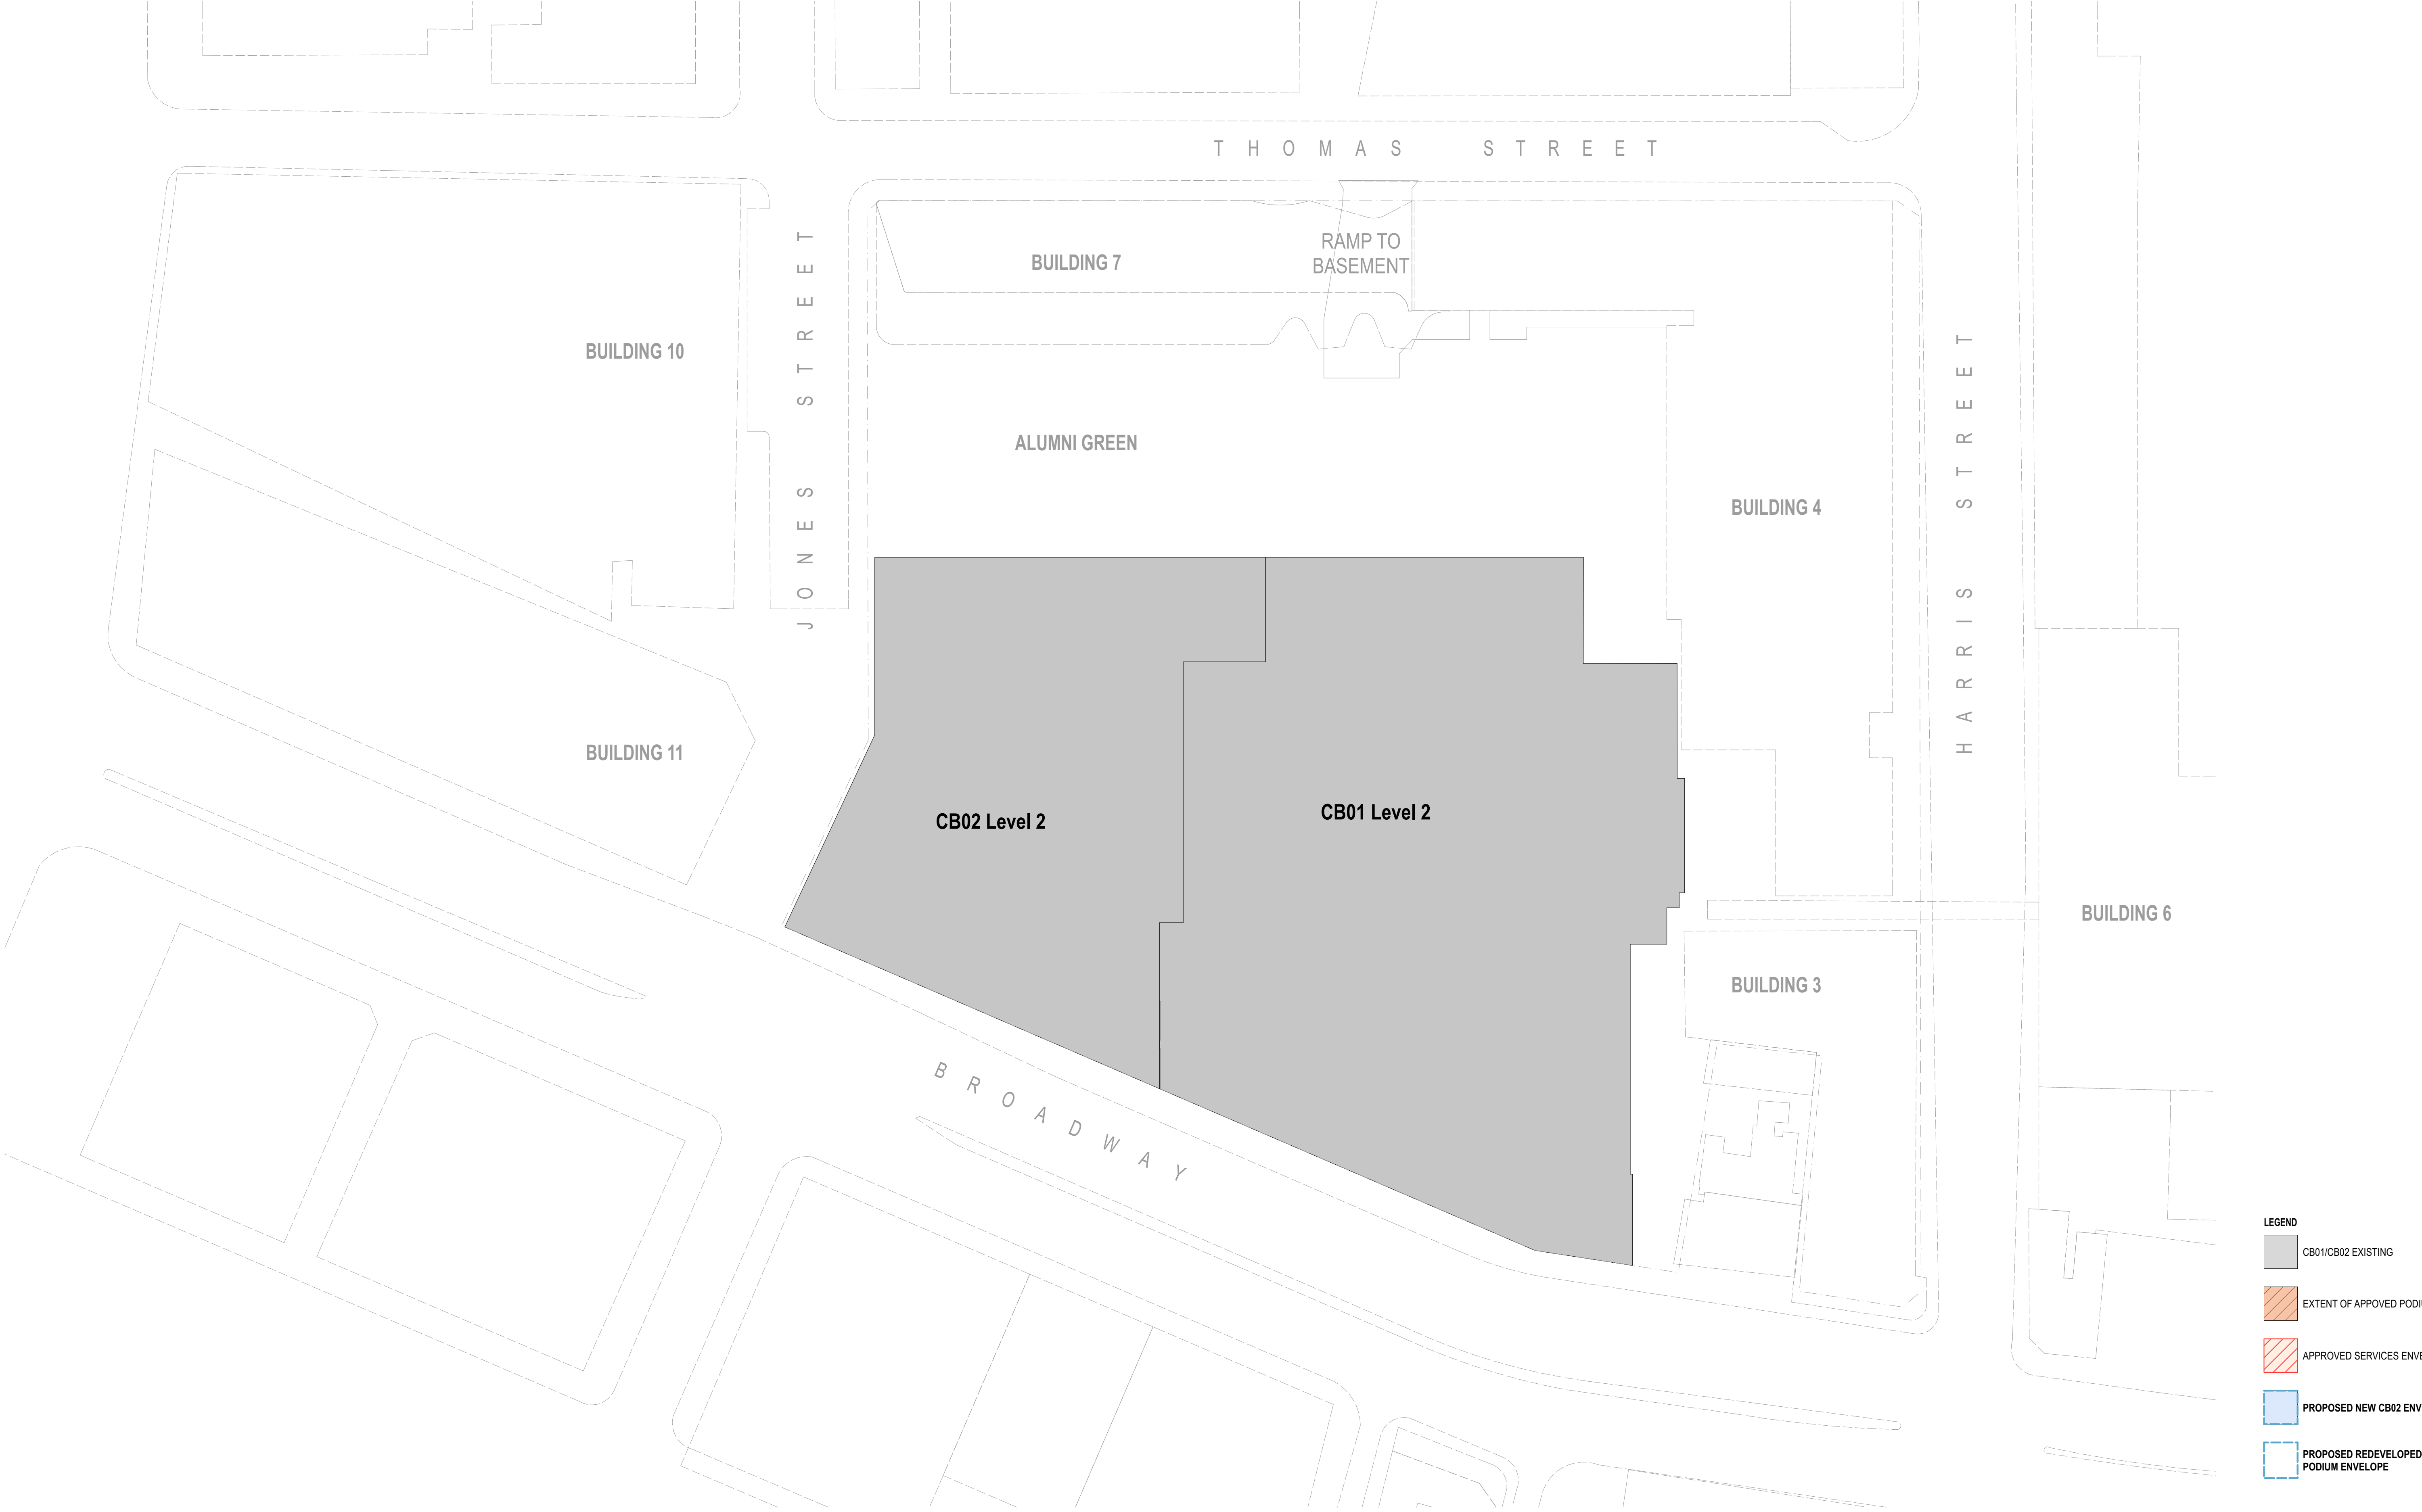 THOMAS STREET
RAMP TO
BASEMENT
BUILDING 7
JONES STREET
HARRIS STREET
BUILDING 10
ALUMNI GREEN
BUILDING 4
BUILDING 11
CB02 Level 2
CB01 Level 2
BUILDING 6
BUILDING 3
BROADWAY
LEGEND
CB01/CB02 EXISTING
EXTENT OF APPOVED PODI
APPROVED SERVICES ENVE
PROPOSED NEW CB02 ENV
PROPOSED REDEVELOPED
PODIUM ENVELOPE